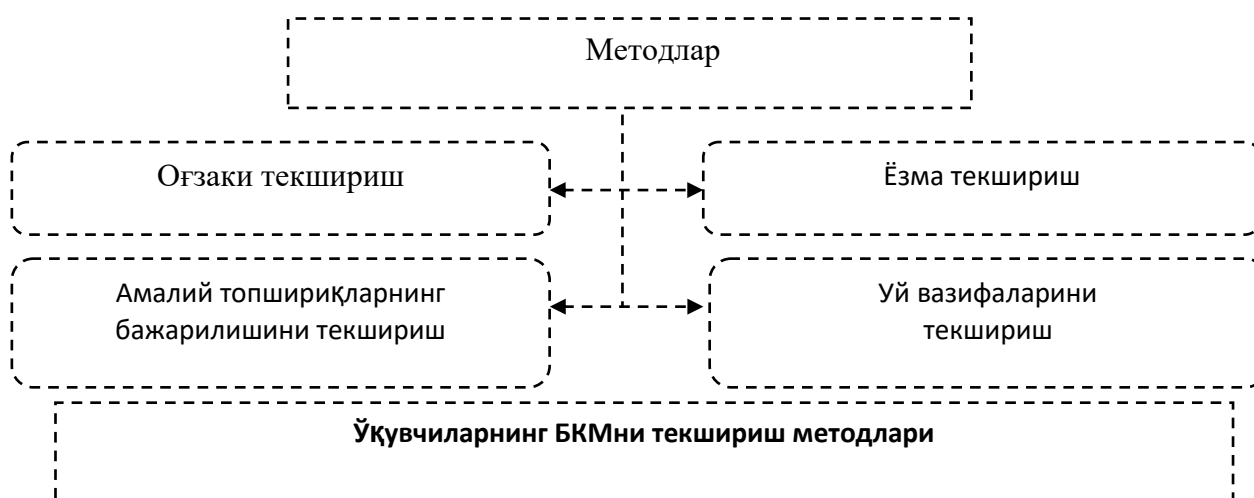 Методлар
Оғзаки текшириш
Ёзма текшириш
Амалий топшириқларнинг
бажарилишини текшириш
Уй вазифаларини
текшириш
Ўқувчиларнинг БКМни текшириш методлари